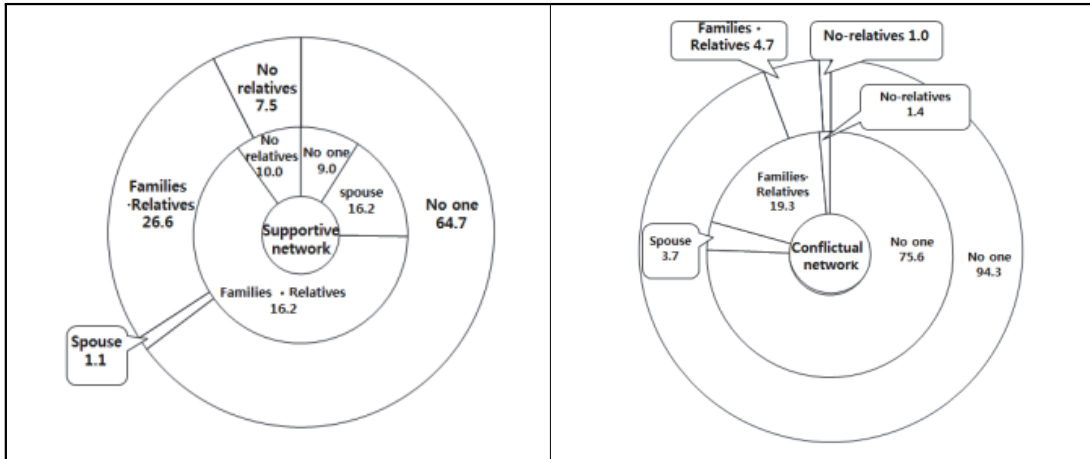 No
relatives
7.5
No
relatives
10.0
No one
9.0
spouse
16.2
Families
·Relatives
26.6
No one
64.7
Supportive
network
Families · Relatives
16.2
Spouse
1.1
Families ·
Relatives 4.7
No-relatives 1.0
No-relatives
1.4
Families·
Relatives
19.3
Spouse
3.7
Conflictual
network
No one
75.6
No one
94.3